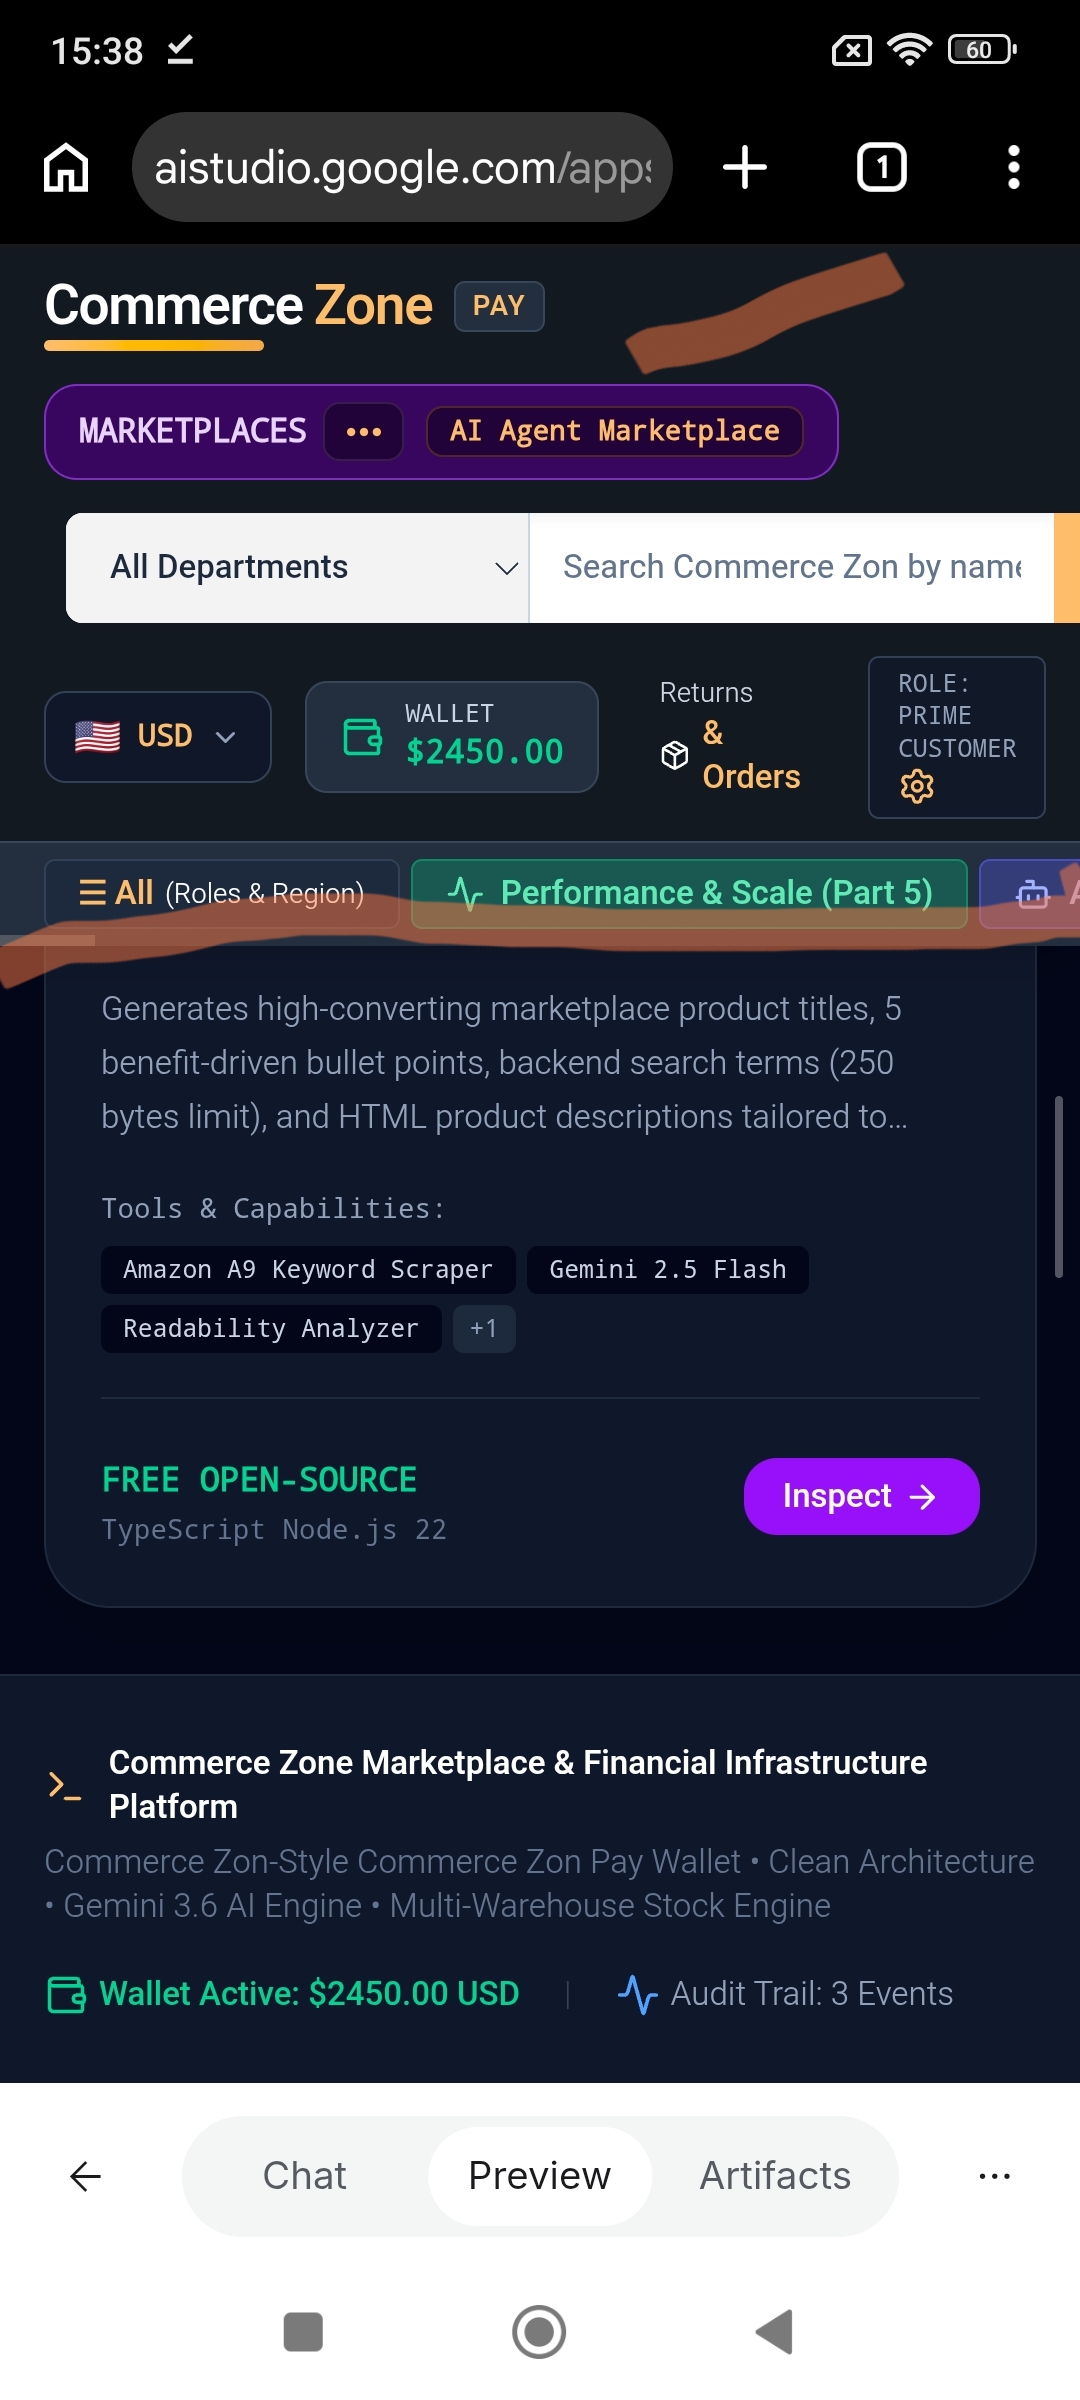 15:38
60
aistudio.google.com/apps
1
Commerce Zone PAY
MARKETPLACES ••• AI Agent Marketplace
All Departments
Search Commerce Zon by name
USD
WALLET
$2450.00
Returns
&
Orders
ROLE:
PRIME
CUSTOMER
All (Roles & Region)
Performance & Scale (Part 5)
A
Generates high-converting marketplace product titles, 5
benefit-driven bullet points, backend search terms (250
bytes limit), and HTML product descriptions tailored to...
Tools & Capabilities:
Amazon A9 Keyword Scraper
Gemini 2.5 Flash
Readability Analyzer
+1
FREE OPEN-SOURCE
TypeScript Node.js 22
Inspect →
Commerce Zone Marketplace & Financial Infrastructure
Platform
Commerce Zon-Style Commerce Zon Pay Wallet • Clean Architecture
• Gemini 3.6 AI Engine • Multi-Warehouse Stock Engine
Wallet Active: $2450.00 USD
Audit Trail: 3 Events
Chat
Preview
Artifacts